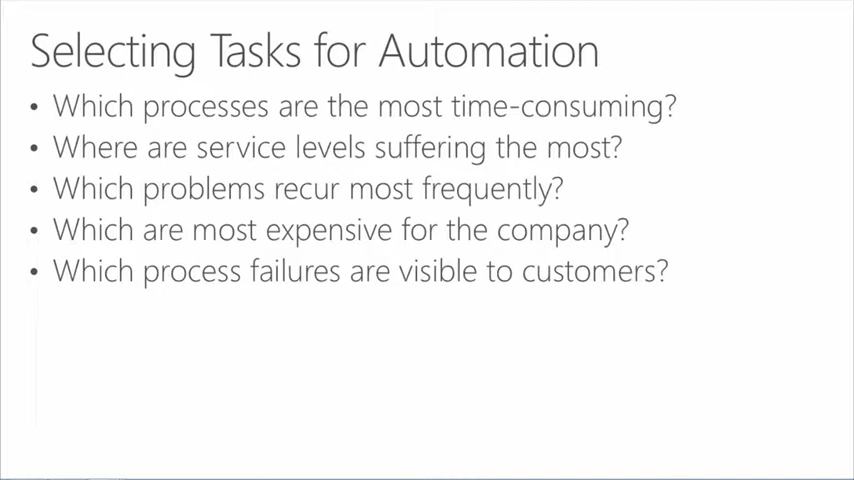 Selecting Tasks for Automation
• Which processes are the most time-consuming?
• Where are service levels suffering the most?
• Which problems recur most frequently?
• Which are most expensive for the company?
• Which process failures are visible to customers?